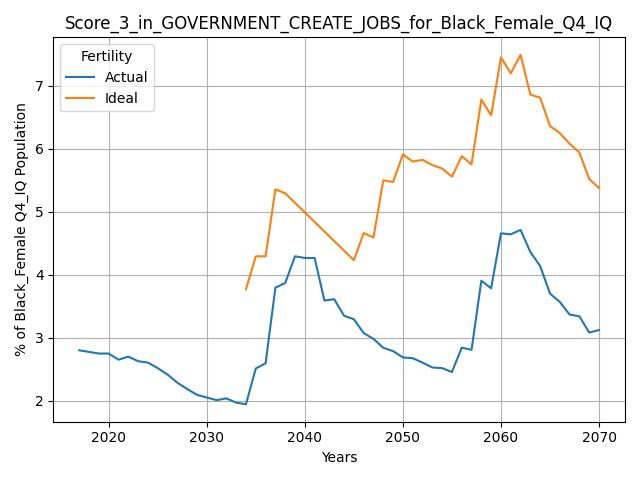 Score_3_in_GOVERNMENT_CREATE_JOBS_for_Black_Female_Q4_IQ
Fertility
Actual
Ideal
% of Black_Female Q4_IQ Population
7
6
5
4
3
2
2020 2030 2040 2050 2060 2070
Years